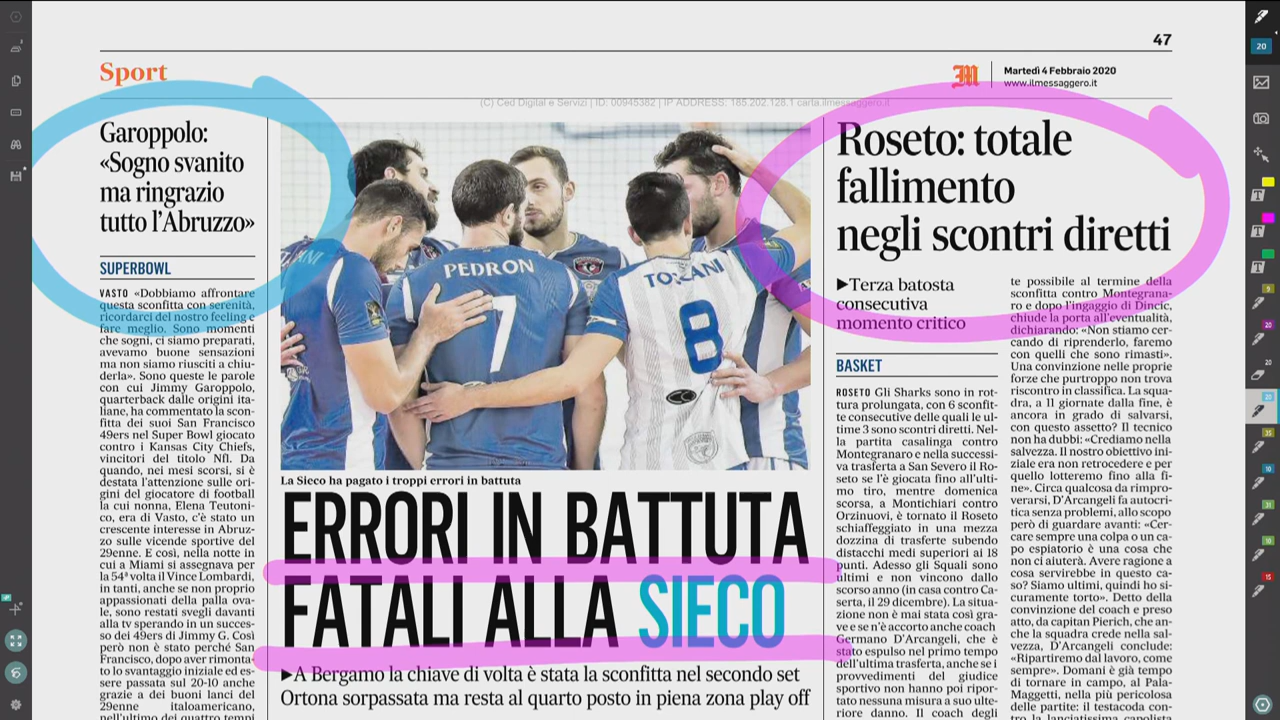 47
Sport
Martedì 4 Febbraio 2020
www.ilmessaggero.it
(C) Ced Digital e Servizi | ID: 00945382 | IP ADDRESS: 185.202.128.1 carta.ilmessaggero.it
Garoppolo:
«Sogno svanito
ma ringrazio
tutto l'Abruzzo»
SUPERBOWL
VASTO «Dobbiamo affrontare
questa sconfitta con serenità,
ricordarci del nostro feeling e
fare meglio. Sono momenti
che sogni, ci siamo preparati,
avevamo buone sensazioni
ma non siamo riusciti a chiu-
derla». Sono queste le parole
con cui Jimmy Garoppolo,
quarterback dalle origini ita-
liane, ha commentato la scon-
fitta dei suoi San Francisco
49ers nel Super Bowl giocato
contro i Kansas City Chiefs,
vincitori del titolo Nfl. Da
quando, nei mesi scorsi, si è
destata l'attenzione sulle ori-
gini del giocatore di football
la cui nonna, Elena Teutoni-
co, era di Vasto, c'è stato un
crescente interesse in Abruz-
zo sulle vicende sportive del
29enne. E così, nella notte in
cui a Miami si assegnava per
la 54ª volta il Vince Lombardi,
in tanti, anche se non proprio
appassionati della palla ova-
le, sono restati svegli davanti
alla tv sperando in un succes-
so dei 49ers di Jimmy G. Così
però non è stato perché San
Francisco, dopo aver rimonta-
to lo svantaggio iniziale ed es-
sere passata sul 20-10 anche
grazie a dei buoni lanci del
29enne italoamericano,
nell'ultimo dei quattro tempi
PEDRON
7
TOSCANI
8
La Sieco ha pagato i troppi errori in battuta
ERRORI IN BATTUTA
FATALI ALLA SIECO
►A Bergamo la chiave di volta è stata la sconfitta nel secondo set
Ortona sorpassata ma resta al quarto posto in piena zona play off
Roseto: totale
fallimento
negli scontri diretti
►Terza batosta
consecutiva
momento critico
BASKET
ROSETO Gli Sharks sono in rot-
tura prolungata, con 6 sconfit-
te consecutive delle quali le ul-
time 3 sono scontri diretti. Nel-
la partita casalinga contro
Montegranaro e nella successi-
va trasferta a San Severo il Ro-
seto se l'è giocata fino all'ulti-
mo tiro, mentre domenica
scorsa, a Montichiari contro
Orzinuovi, è tornato il Roseto
schiaffeggiato in una mezza
dozzina di trasferte subendo
distacchi medi superiori ai 18
punti. Adesso gli Squali sono
ultimi e non vincono dallo
scorso anno (in casa contro Ca-
serta, il 29 dicembre). La situa-
zione non è mai stata così gra-
ve e se n'è accorto anche coach
Germano D'Arcangeli, che è
stato espulso nel primo tempo
dell'ultima trasferta, anche se i
provvedimenti del giudice
sportivo non hanno poi ripor-
tato nessuna misura a suo ulte-
riore danno. Il coach degli
te possibile al termine della
sconfitta contro Montegrana-
ro e dopo l'ingaggio di Dincic,
chiude la porta all'eventualità,
dichiarando: «Non stiamo cer-
cando di riprenderlo, faremo
con quelli che sono rimasti».
Una convinzione nelle proprie
forze che purtroppo non trova
riscontro in classifica. La squa-
dra, a 11 giornate dalla fine, è
ancora in grado di salvarsi,
con questo assetto? Il tecnico
non ha dubbi: «Crediamo nella
salvezza. Il nostro obiettivo ini-
ziale era non retrocedere e per
quello lotteremo fino alla fi-
ne». Circa qualcosa da rimpro-
verarsi, D'Arcangeli fa autocri-
tica senza problemi, allo scopo
però di guardare avanti: «Cer-
care sempre una colpa o un ca-
po espiatorio è una cosa che
non ci aiuterà. Avere ragione a
cosa servirebbe in questo ca-
so? Siamo ultimi, quindi ho si-
curamente torto». Detto della
convinzione del coach e preso
atto, da capitan Pierich, che an-
che la squadra crede nella sal-
vezza, D'Arcangeli conclude:
«Ripartiremo dal lavoro, come
sempre». Domani è già tempo
di tornare in campo, al Pala-
Maggetti, nella più pericolosa
delle partite: il testacoda con-
tro la lanciatissima capolista